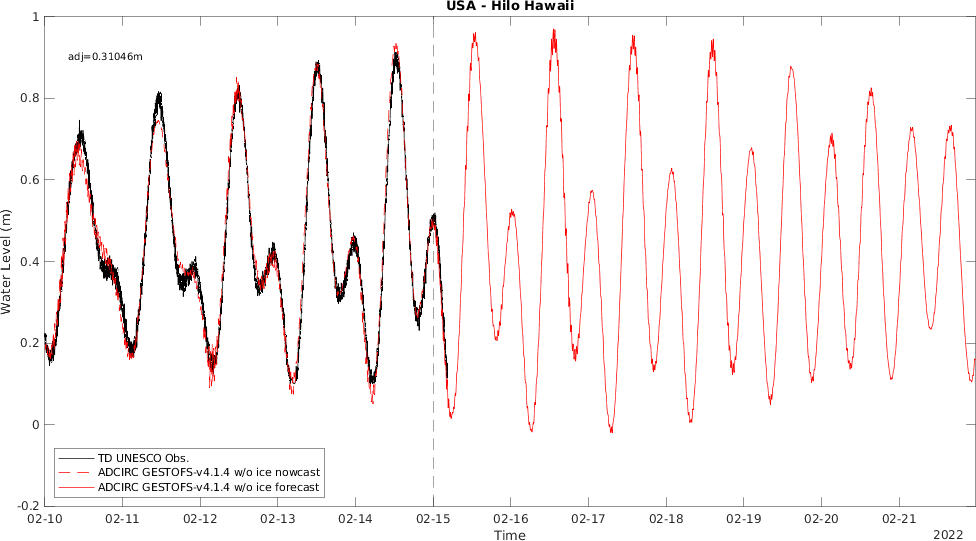 USA - Hilo Hawaii
adj=0.31046m
1
0.8
0.6
0.4
0.2
0
-0.2
Water Level (m)
TD UNESCO Obs.
ADCIRC GESTOFS-v4.1.4 w/o ice nowcast
ADCIRC GESTOFS-v4.1.4 w/o ice forecast
02-10 02-11 02-12 02-13 02-14 02-15 02-16 02-17 02-18 02-19 02-20 02-21
Time
2022